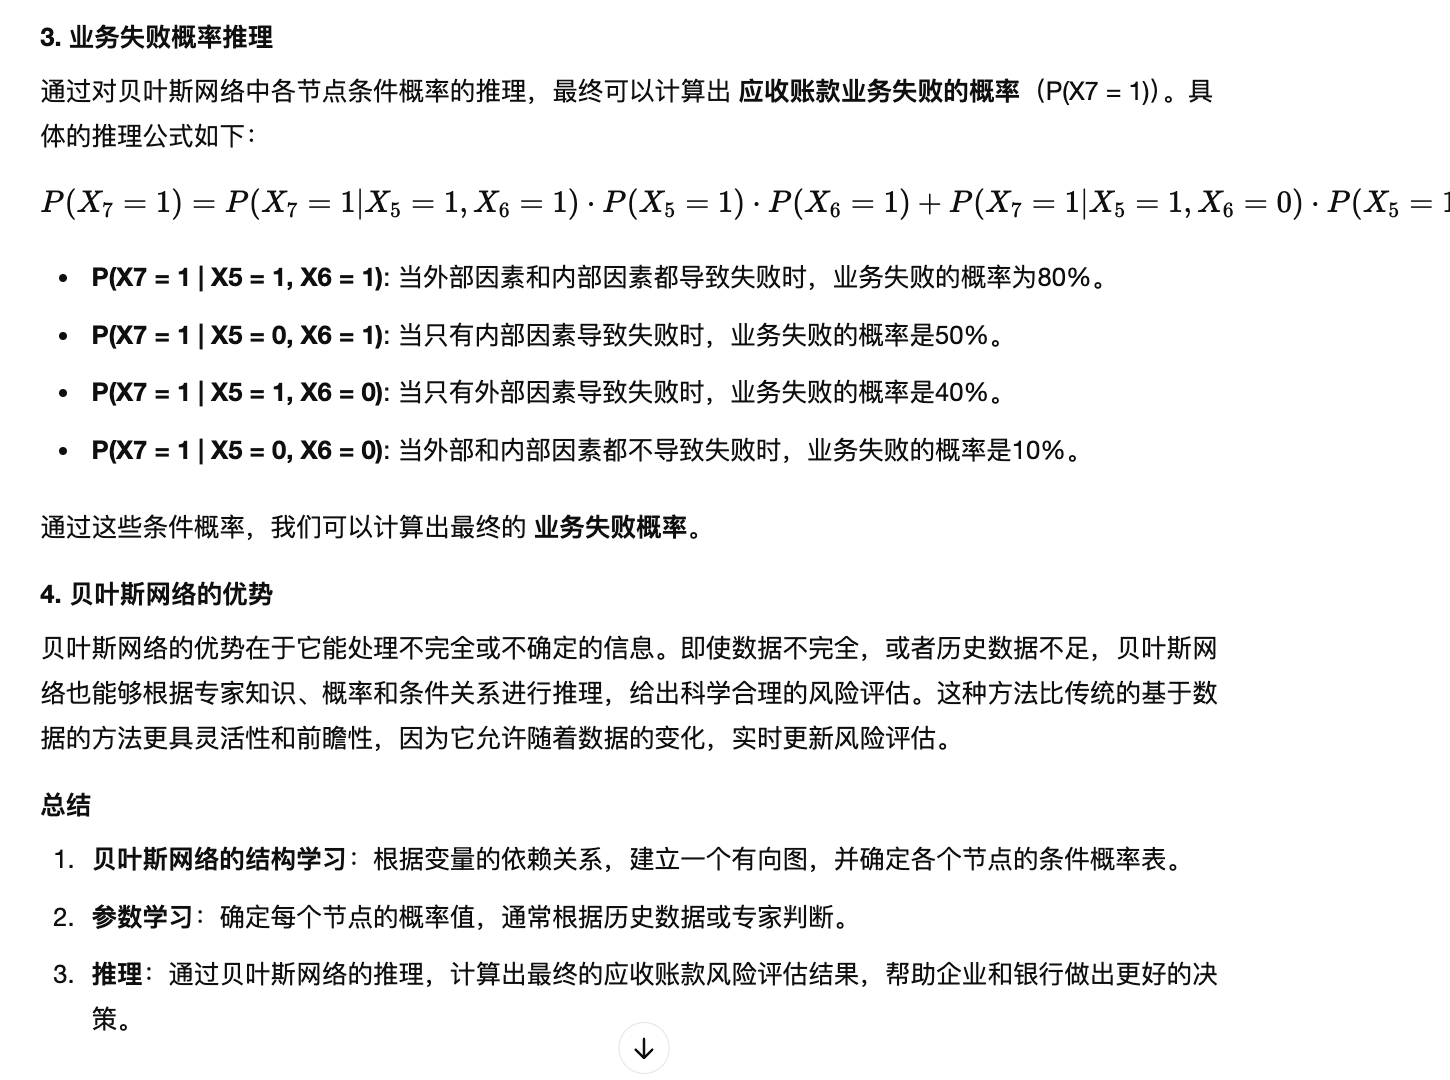 3. 业务失败概率推理
通过对贝叶斯网络中各节点条件概率的推理，最终可以计算出 应收账款业务失败的概率（P(X7 = 1)）。具
体的推理公式如下：
P(X₇ = 1) = P(X₇ = 1|X₅ = 1, X₆ = 1) · P(X₅ = 1) · P(X₆ = 1) + P(X₇ = 1|X₅ = 1, X₆ = 0) · P(X₅ = 1
• P(X7 = 1 | X5 = 1, X6 = 1): 当外部因素和内部因素都导致失败时，业务失败的概率为80%。
• P(X7 = 1 | X5 = 0, X6 = 1): 当只有内部因素导致失败时，业务失败的概率是50%。
• P(X7 = 1 | X5 = 1, X6 = 0): 当只有外部因素导致失败时，业务失败的概率是40%。
• P(X7 = 1 | X5 = 0, X6 = 0): 当外部和内部因素都不导致失败时，业务失败的概率是10%。
通过这些条件概率，我们可以计算出最终的 业务失败概率。
4. 贝叶斯网络的优势
贝叶斯网络的优势在于它能处理不完全或不确定的信息。即使数据不完全，或者历史数据不足，贝叶斯网
络也能够根据专家知识、概率和条件关系进行推理，给出科学合理的风险评估。这种方法比传统的基于数
据的方法更具灵活性和前瞻性，因为它允许随着数据的变化，实时更新风险评估。
总结
1. 贝叶斯网络的结构学习：根据变量的依赖关系，建立一个有向图，并确定各个节点的条件概率表。
2. 参数学习：确定每个节点的概率值，通常根据历史数据或专家判断。
3. 推理：通过贝叶斯网络的推理，计算出最终的应收账款风险评估结果，帮助企业和银行做出更好的决
策。